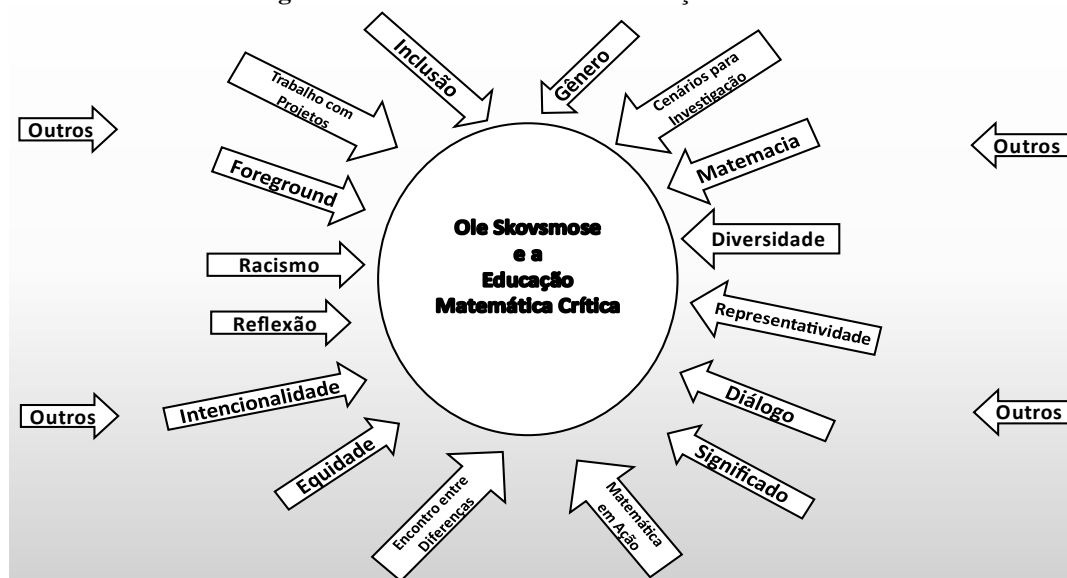 Inclusão
Gênero
Cenários para
Investigação
Trabalho com
Projetos
Outros
Outros
Matemacia
Foreground
Ole Skovsmose
e a
Educação
Matemática Crítica
Diversidade
Racismo
Representatividade
Reflexão
Intencionalidade
Diálogo
Outros
Outros
Equidade
Significado
Encontro entre
Diferenças
Matemática
em Ação